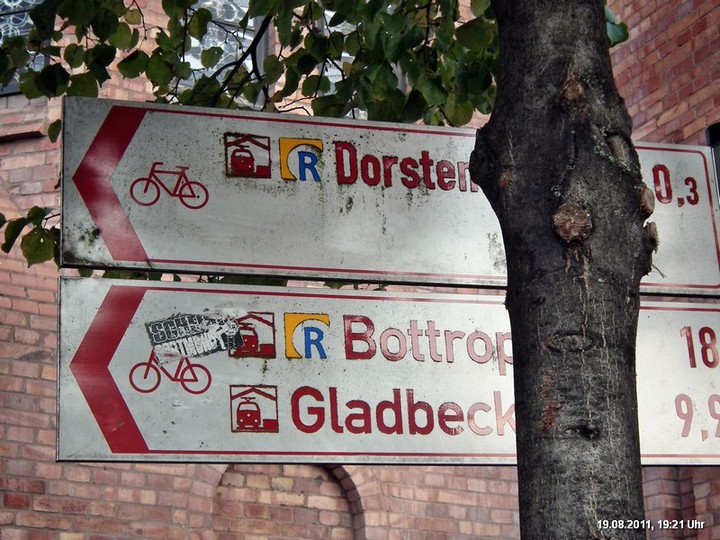 R Dorsten 0,3
R Bottrop 18
Gladbeck 9,9
19.08.2011, 19:21 Uhr